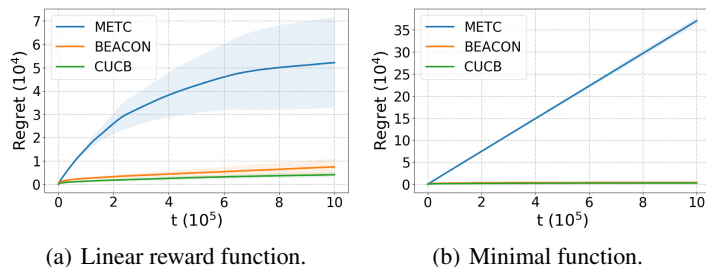 METC
BEACON
CUCB
Regret (10⁴)
7
6
5
4
3
2
1
0
0 2 4 6 8 10
t (10⁵)
(a) Linear reward function.
METC
BEACON
CUCB
Regret (10⁴)
35
30
25
20
15
10
5
0
0 2 4 6 8 10
t (10⁵)
(b) Minimal function.